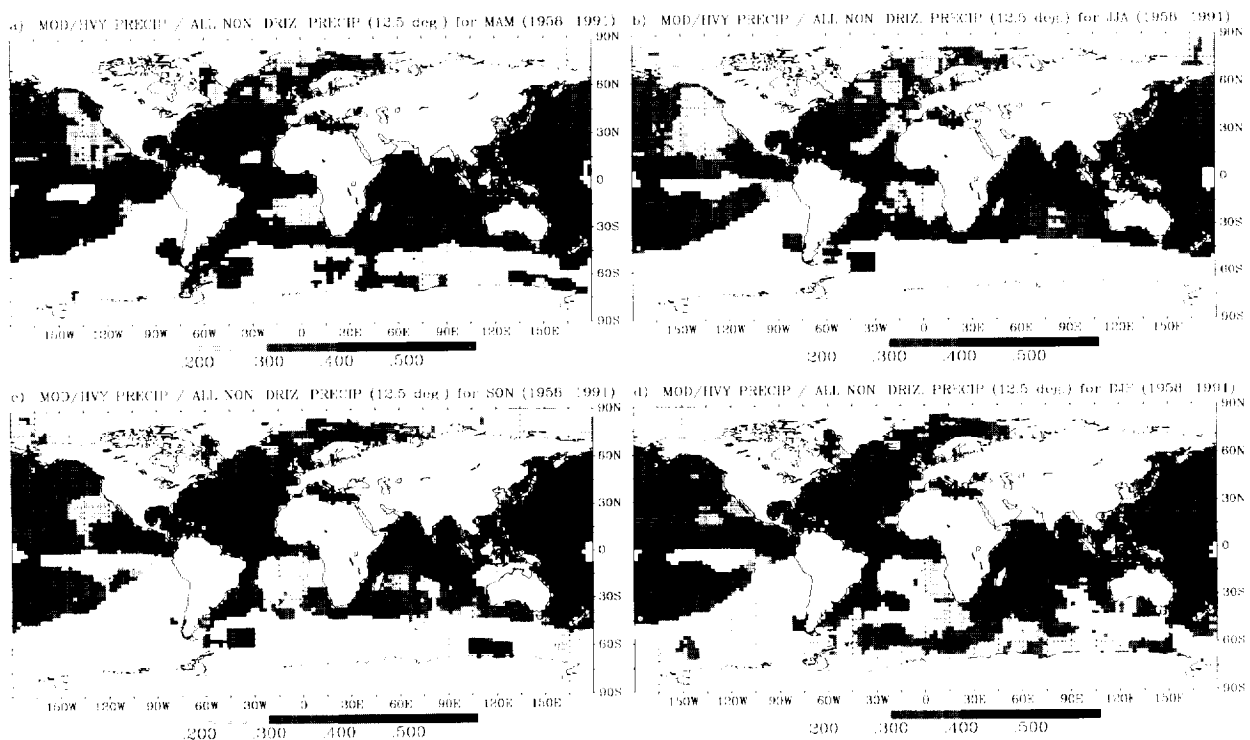 a) MOD/HVY PRECIP / ALL NON DRIZ. PRECIP (12.5 deg) for MAM (1958 1991)
90N
60N
30N
0
30S
60S
90S
150W 120W 90W 60W 30W 0 30E 60E 90E 120E 150E
.200 .300 .400 .500
b) MOD/HVY PRECIP / ALL NON DRIZ. PRECIP (12.5 deg.) for JJA (1958 1991)
90N
60N
30N
0
30S
60S
90S
150W 120W 90W 60W 30W 0 30E 60E 90E 120E 150E
.200 .300 .400 .500
c) MOD/HVY PRECIP / ALL NON DRIZ. PRECIP (12.5 deg) for SON (1958 1991)
90N
60N
30N
0
30S
60S
90S
150W 120W 90W 60W 30W 0 30E 60E 90E 120E 150E
.200 .300 .400 .500
d) MOD/HVY PRECIP / ALL NON DRIZ. PRECIP (12.5 deg.) for DJF (1958 1991)
90N
60N
30N
0
30S
60S
90S
150W 120W 90W 60W 30W 0 30E 60E 90E 120E 150E
.200 .300 .400 .500